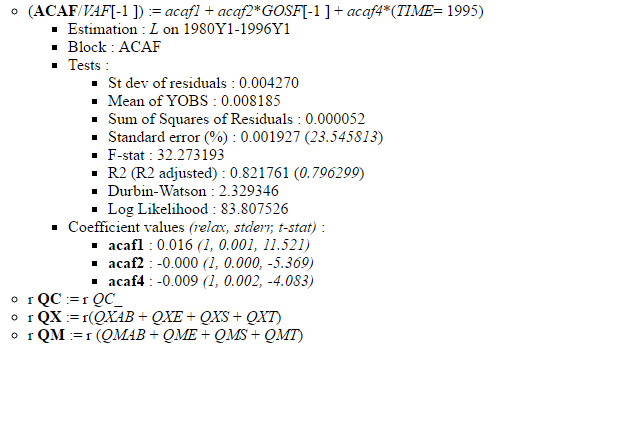 (ACAF/VAF[-1 ]) := acaf1 + acaf2*GOSF[-1 ] + acaf4*(TIME= 1995)
Estimation : L on 1980Y1-1996Y1
Block : ACAF
Tests :
St dev of residuals : 0.004270
Mean of YOBS : 0.008185
Sum of Squares of Residuals : 0.000052
Standard error (%) : 0.001927 (23.545813)
F-stat : 32.273193
R2 (R2 adjusted) : 0.821761 (0.796299)
Durbin-Watson : 2.329346
Log Likelihood : 83.807526
Coefficient values (relax, stderr, t-stat) :
acaf1 : 0.016 (1, 0.001, 11.521)
acaf2 : -0.000 (1, 0.000, -5.369)
acaf4 : -0.009 (1, 0.002, -4.083)
r QC := r QC_
r QX := r(QXAB + QXE + QXS + QXT)
r QM := r (QMAB + QME + QMS + QMT)